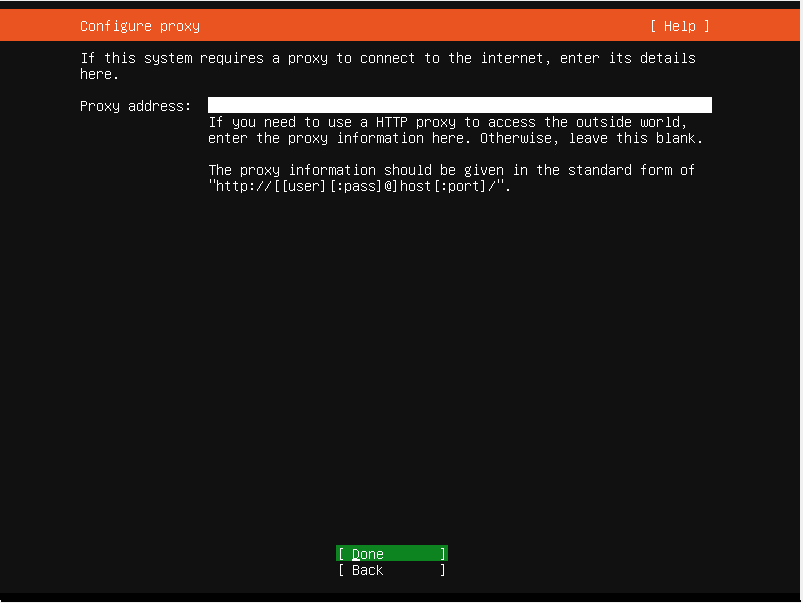 Configure proxy [ Help ]
If this system requires a proxy to connect to the internet, enter its details
here.
Proxy address:
If you need to use a HTTP proxy to access the outside world,
enter the proxy information here. Otherwise, leave this blank.
The proxy information should be given in the standard form of
"http://[[user][:pass]@]host[:port]/".
[ Done ]
[ Back ]